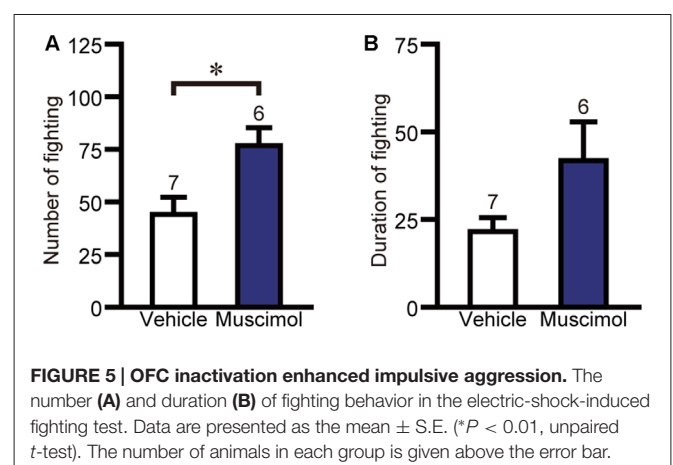 A
125
100
75
50
25
0
Number of fighting
*
7
6
Vehicle Muscimol
B
75
50
25
0
Duration of fighting
7
6
Vehicle Muscimol
FIGURE 5 | OFC inactivation enhanced impulsive aggression. The
number (A) and duration (B) of fighting behavior in the electric-shock-induced
fighting test. Data are presented as the mean ± S.E. (*P < 0.01, unpaired
t-test). The number of animals in each group is given above the error bar.